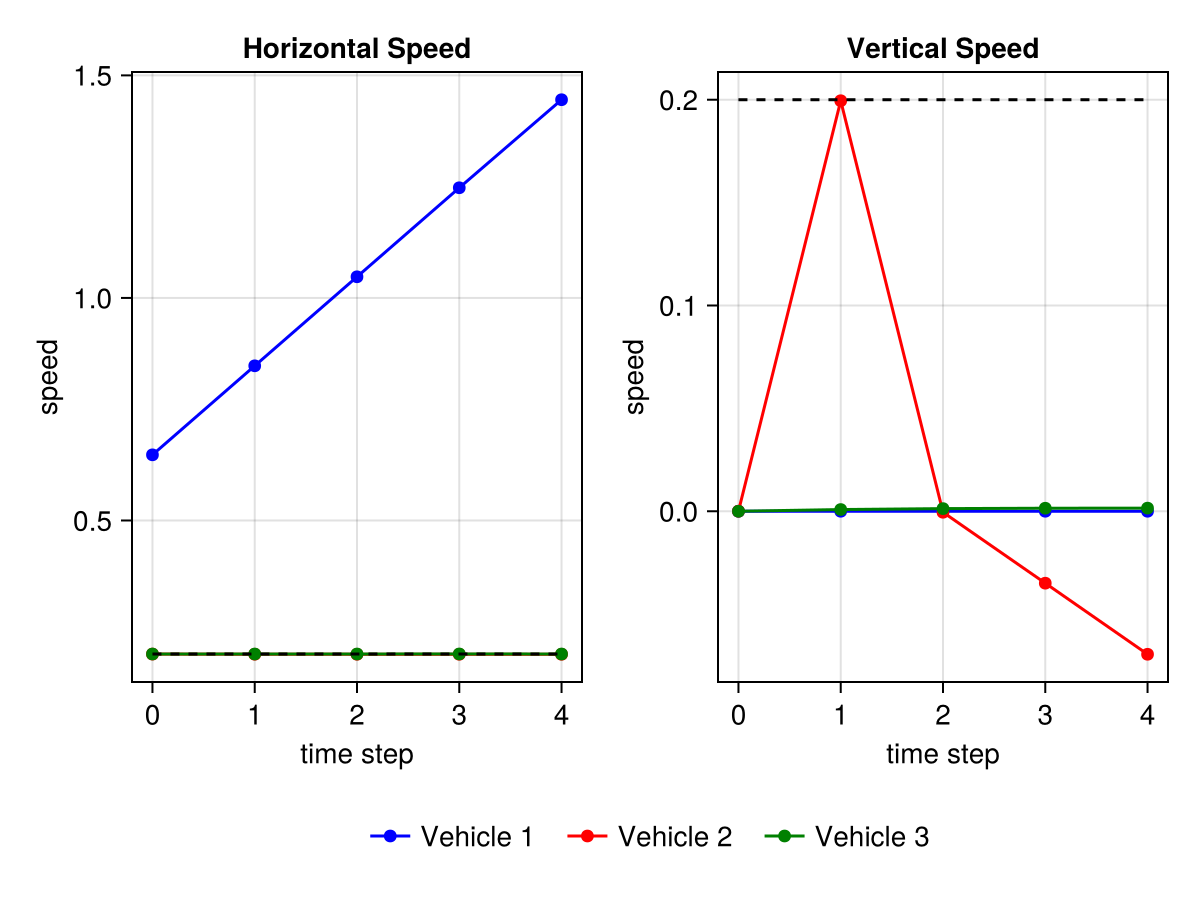 Horizontal Speed
Vertical Speed
1.5
1.0
0.5
speed
0 1 2 3 4
time step
0.2
0.1
0.0
speed
0 1 2 3 4
time step
Vehicle 1 Vehicle 2 Vehicle 3